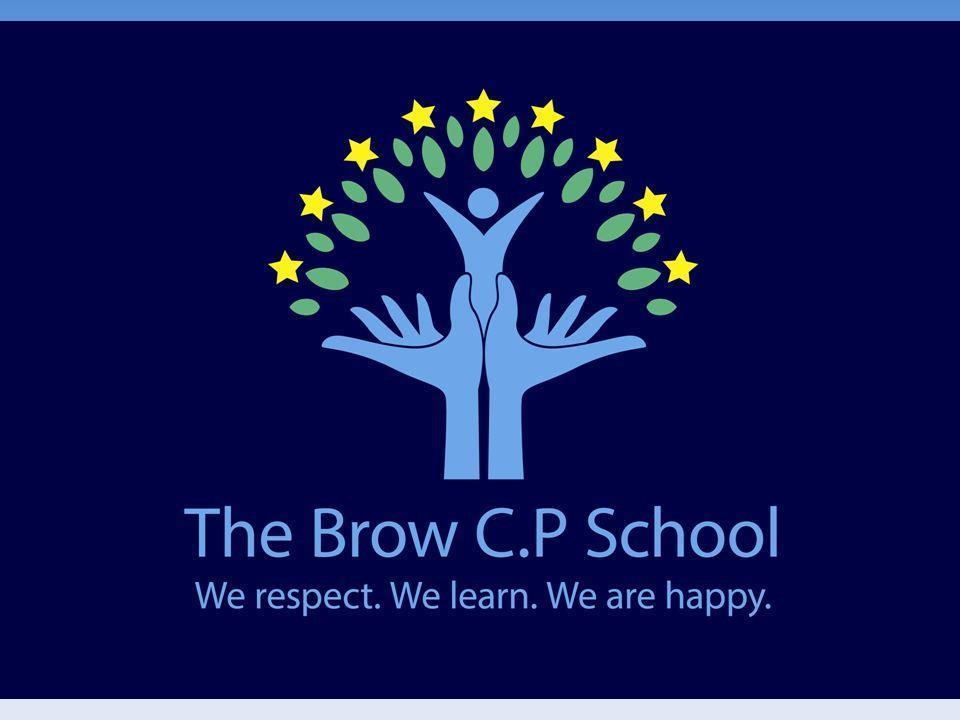 The Brow C.P School
We respect. We learn. We are happy.